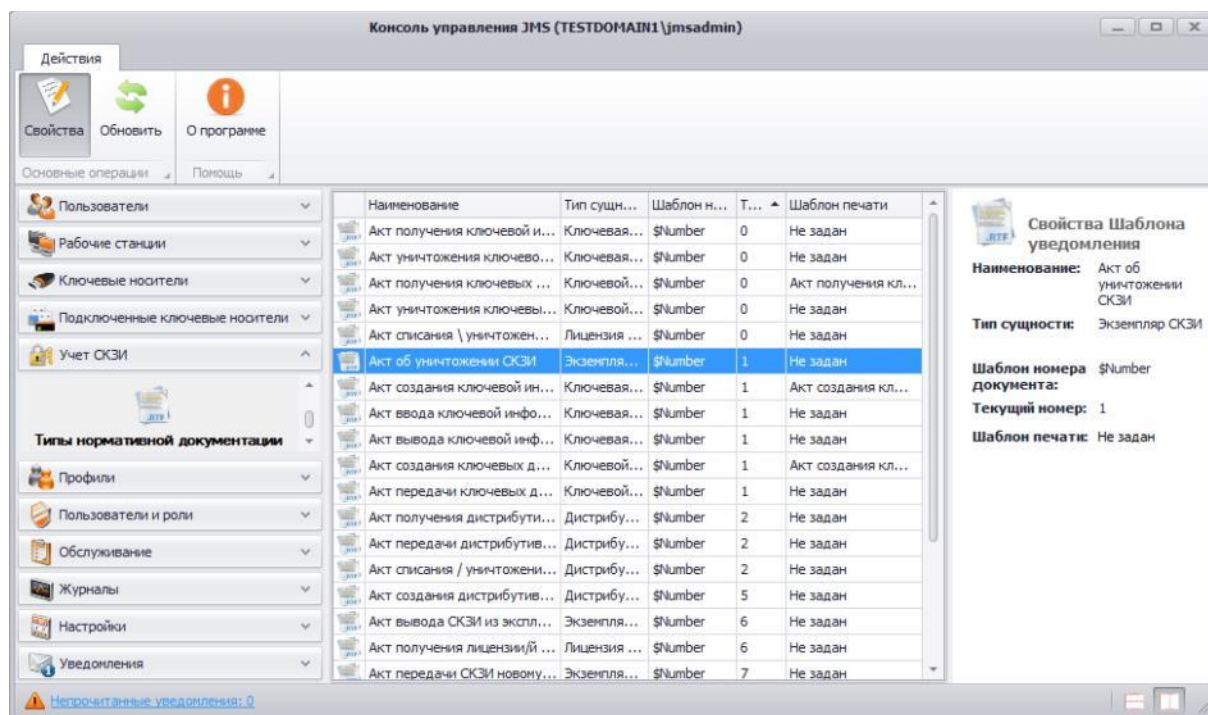 Консоль управления JMS (TESTDOMAIN1\jmsadmin)
Действия
Свойства Обновить О программе
Основные операции Помощь
Пользователи
Рабочие станции
Ключевые носители
Подключенные ключевые носители
Учет СКЗИ
Типы нормативной документации
Профили
Пользователи и роли
Обслуживание
Журналы
Настройки
Уведомления
Наименование Тип сущн... Шаблон н... Т... Шаблон печати
Акт получения ключевой и... Ключевая... $Number 0 Не задан
Акт уничтожения ключево... Ключевая... $Number 0 Не задан
Акт получения ключевых ... Ключевой... $Number 0 Акт получения кл...
Акт уничтожения ключевы... Ключевой... $Number 0 Не задан
Акт списания \ уничтожен... Лицензия ... $Number 0 Не задан
Акт об уничтожении СКЗИ Экземпля... $Number 1 Не задан
Акт создания ключевой ин... Ключевая... $Number 1 Акт создания кл...
Акт ввода ключевой инфо... Ключевая... $Number 1 Не задан
Акт вывода ключевой инф... Ключевая... $Number 1 Не задан
Акт создания ключевых д... Ключевой... $Number 1 Акт создания кл...
Акт передачи ключевых д... Ключевой... $Number 1 Не задан
Акт получения дистрибути... Дистрибу... $Number 2 Не задан
Акт передачи дистрибутив... Дистрибу... $Number 2 Не задан
Акт списания / уничтожени... Дистрибу... $Number 2 Не задан
Акт создания дистрибутив... Дистрибу... $Number 5 Не задан
Акт вывода СКЗИ из экспл... Экземпля... $Number 6 Не задан
Акт получения лицензии/й ... Лицензия ... $Number 6 Не задан
Акт передачи СКЗИ новому... Экземпля... $Number 7 Не задан
.RTF Свойства Шаблона
уведомления
Наименование: Акт об
уничтожении
СКЗИ
Тип сущности: Экземпляр СКЗИ
Шаблон номера $Number
документа:
Текущий номер: 1
Шаблон печати: Не задан
Непрочитанные уведомления: 0